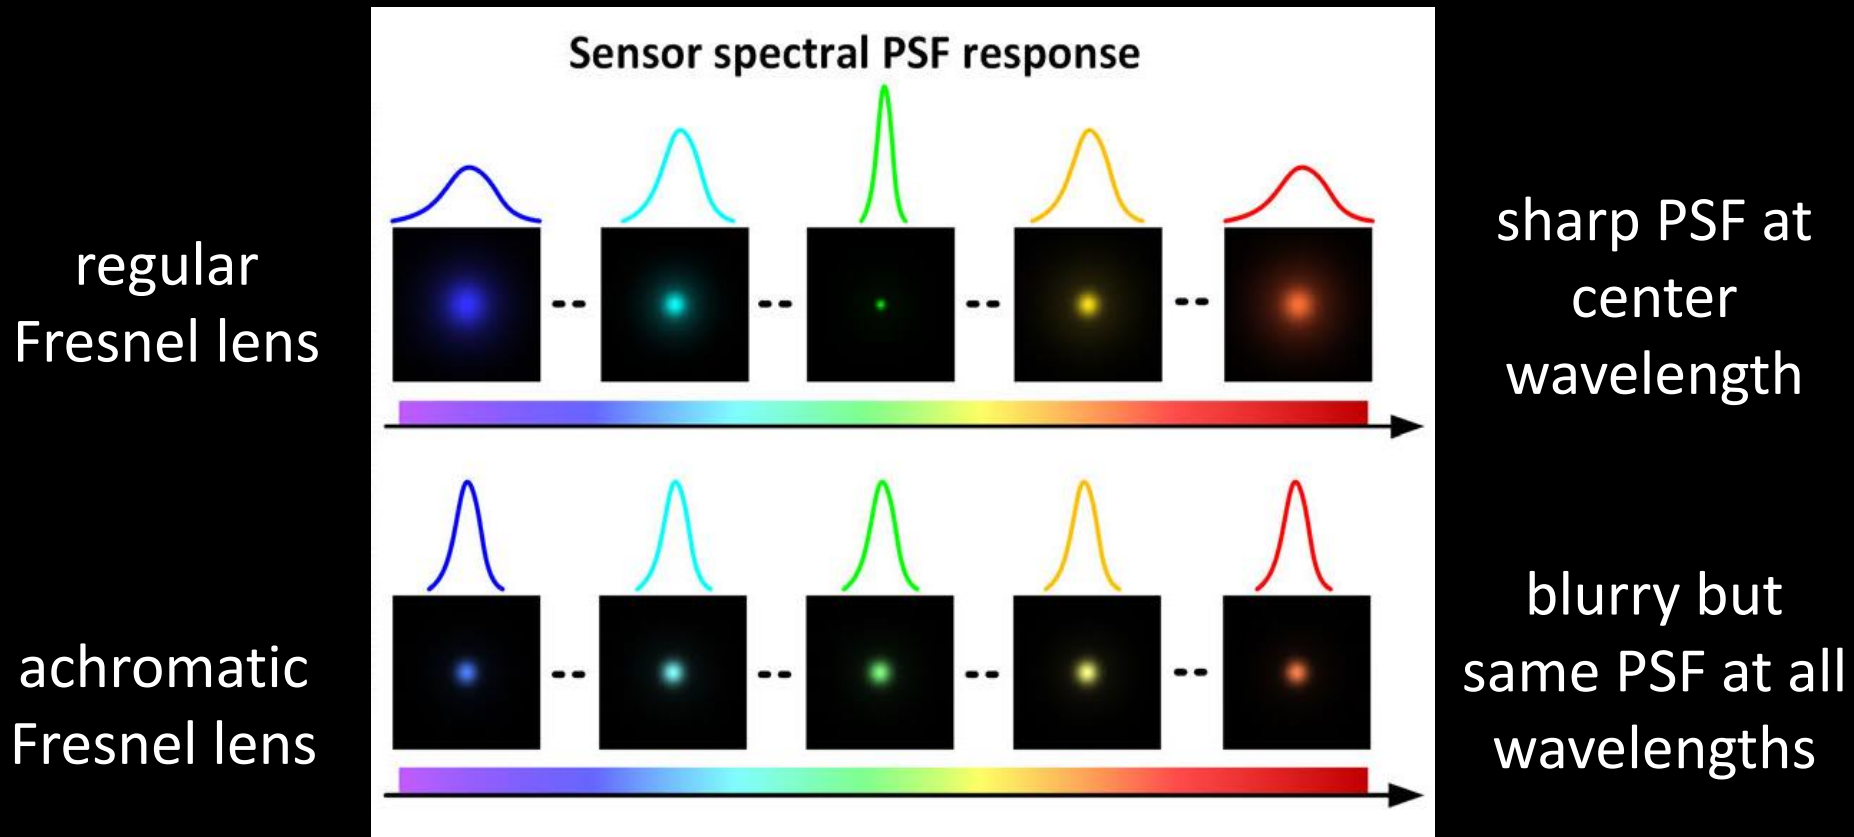 Sensor spectral PSF response
regular
Fresnel lens
sharp PSF at
center
wavelength
achromatic
Fresnel lens
blurry but
same PSF at all
wavelengths